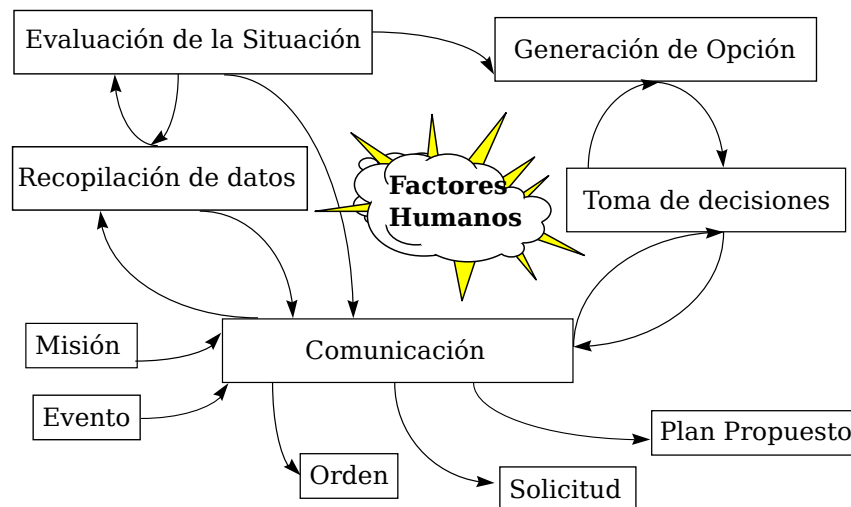 Evaluación de la Situación
Generación de Opción
Recopilación de datos
Factores
Humanos
Toma de decisiones
Misión
Comunicación
Evento
Plan Propuesto
Orden
Solicitud